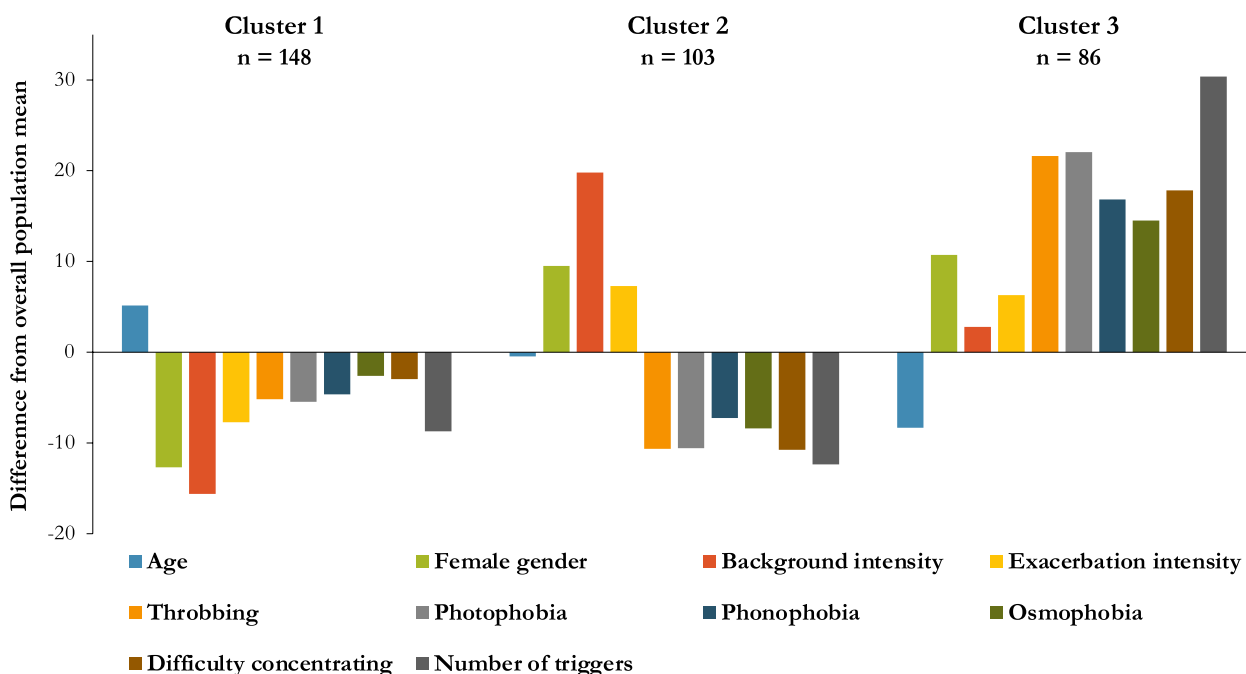 Cluster 1
n = 148
Cluster 2
n = 103
Cluster 3
n = 86
Difference from overall population mean
30
20
10
0
-10
-20
Age
Female gender
Background intensity
Exacerbation intensity
Throbbing
Photophobia
Phonophobia
Osmophobia
Difficulty concentrating
Number of triggers